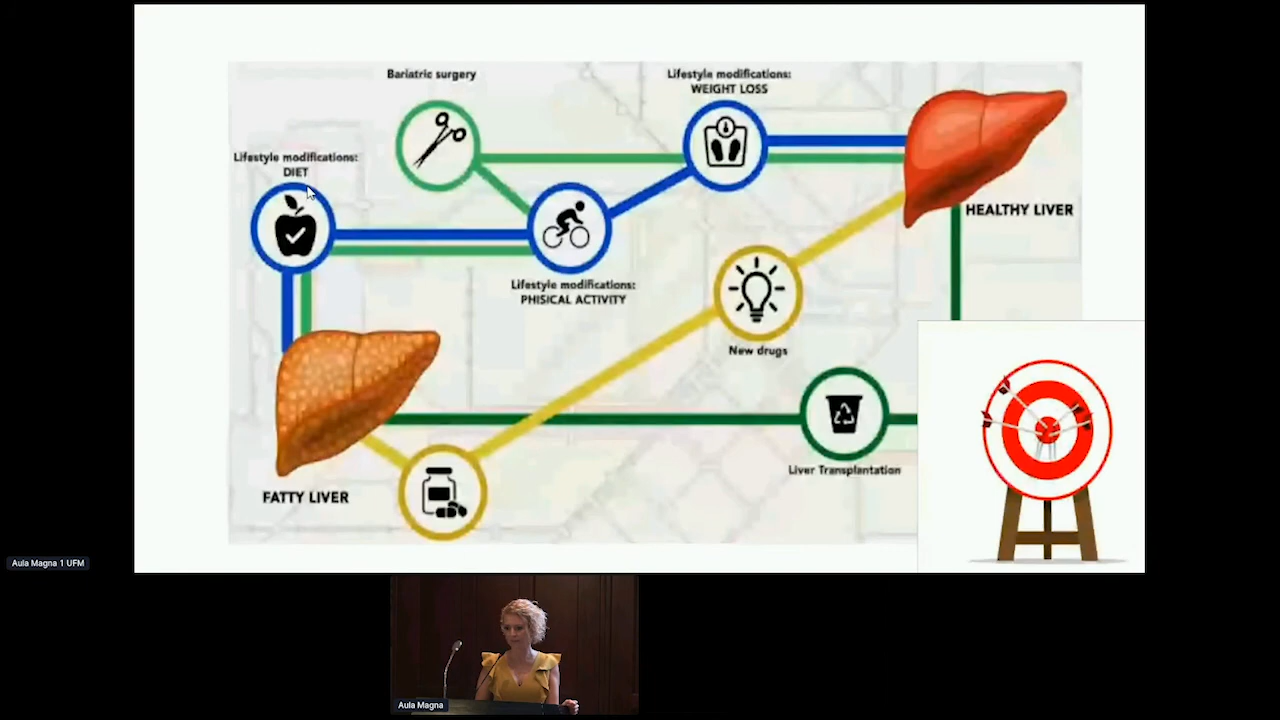 Bariatric surgery
Lifestyle modifications:
WEIGHT LOSS
Lifestyle modifications:
DIET
HEALTHY LIVER
Lifestyle modifications:
PHISICAL ACTIVITY
New drugs
Liver Transplantation
FATTY LIVER
Aula Magna 1 UFM
Aula Magna